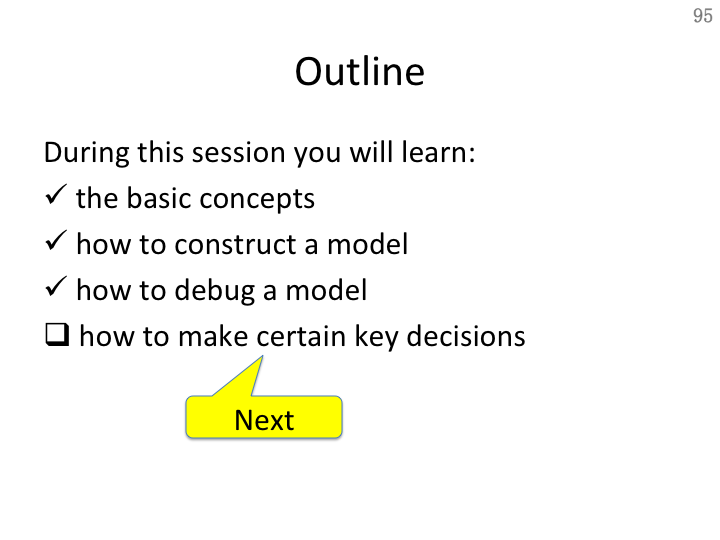 95
Outline
During this session you will learn:
✓ the basic concepts
✓ how to construct a model
✓ how to debug a model
❑ how to make certain key decisions
Next